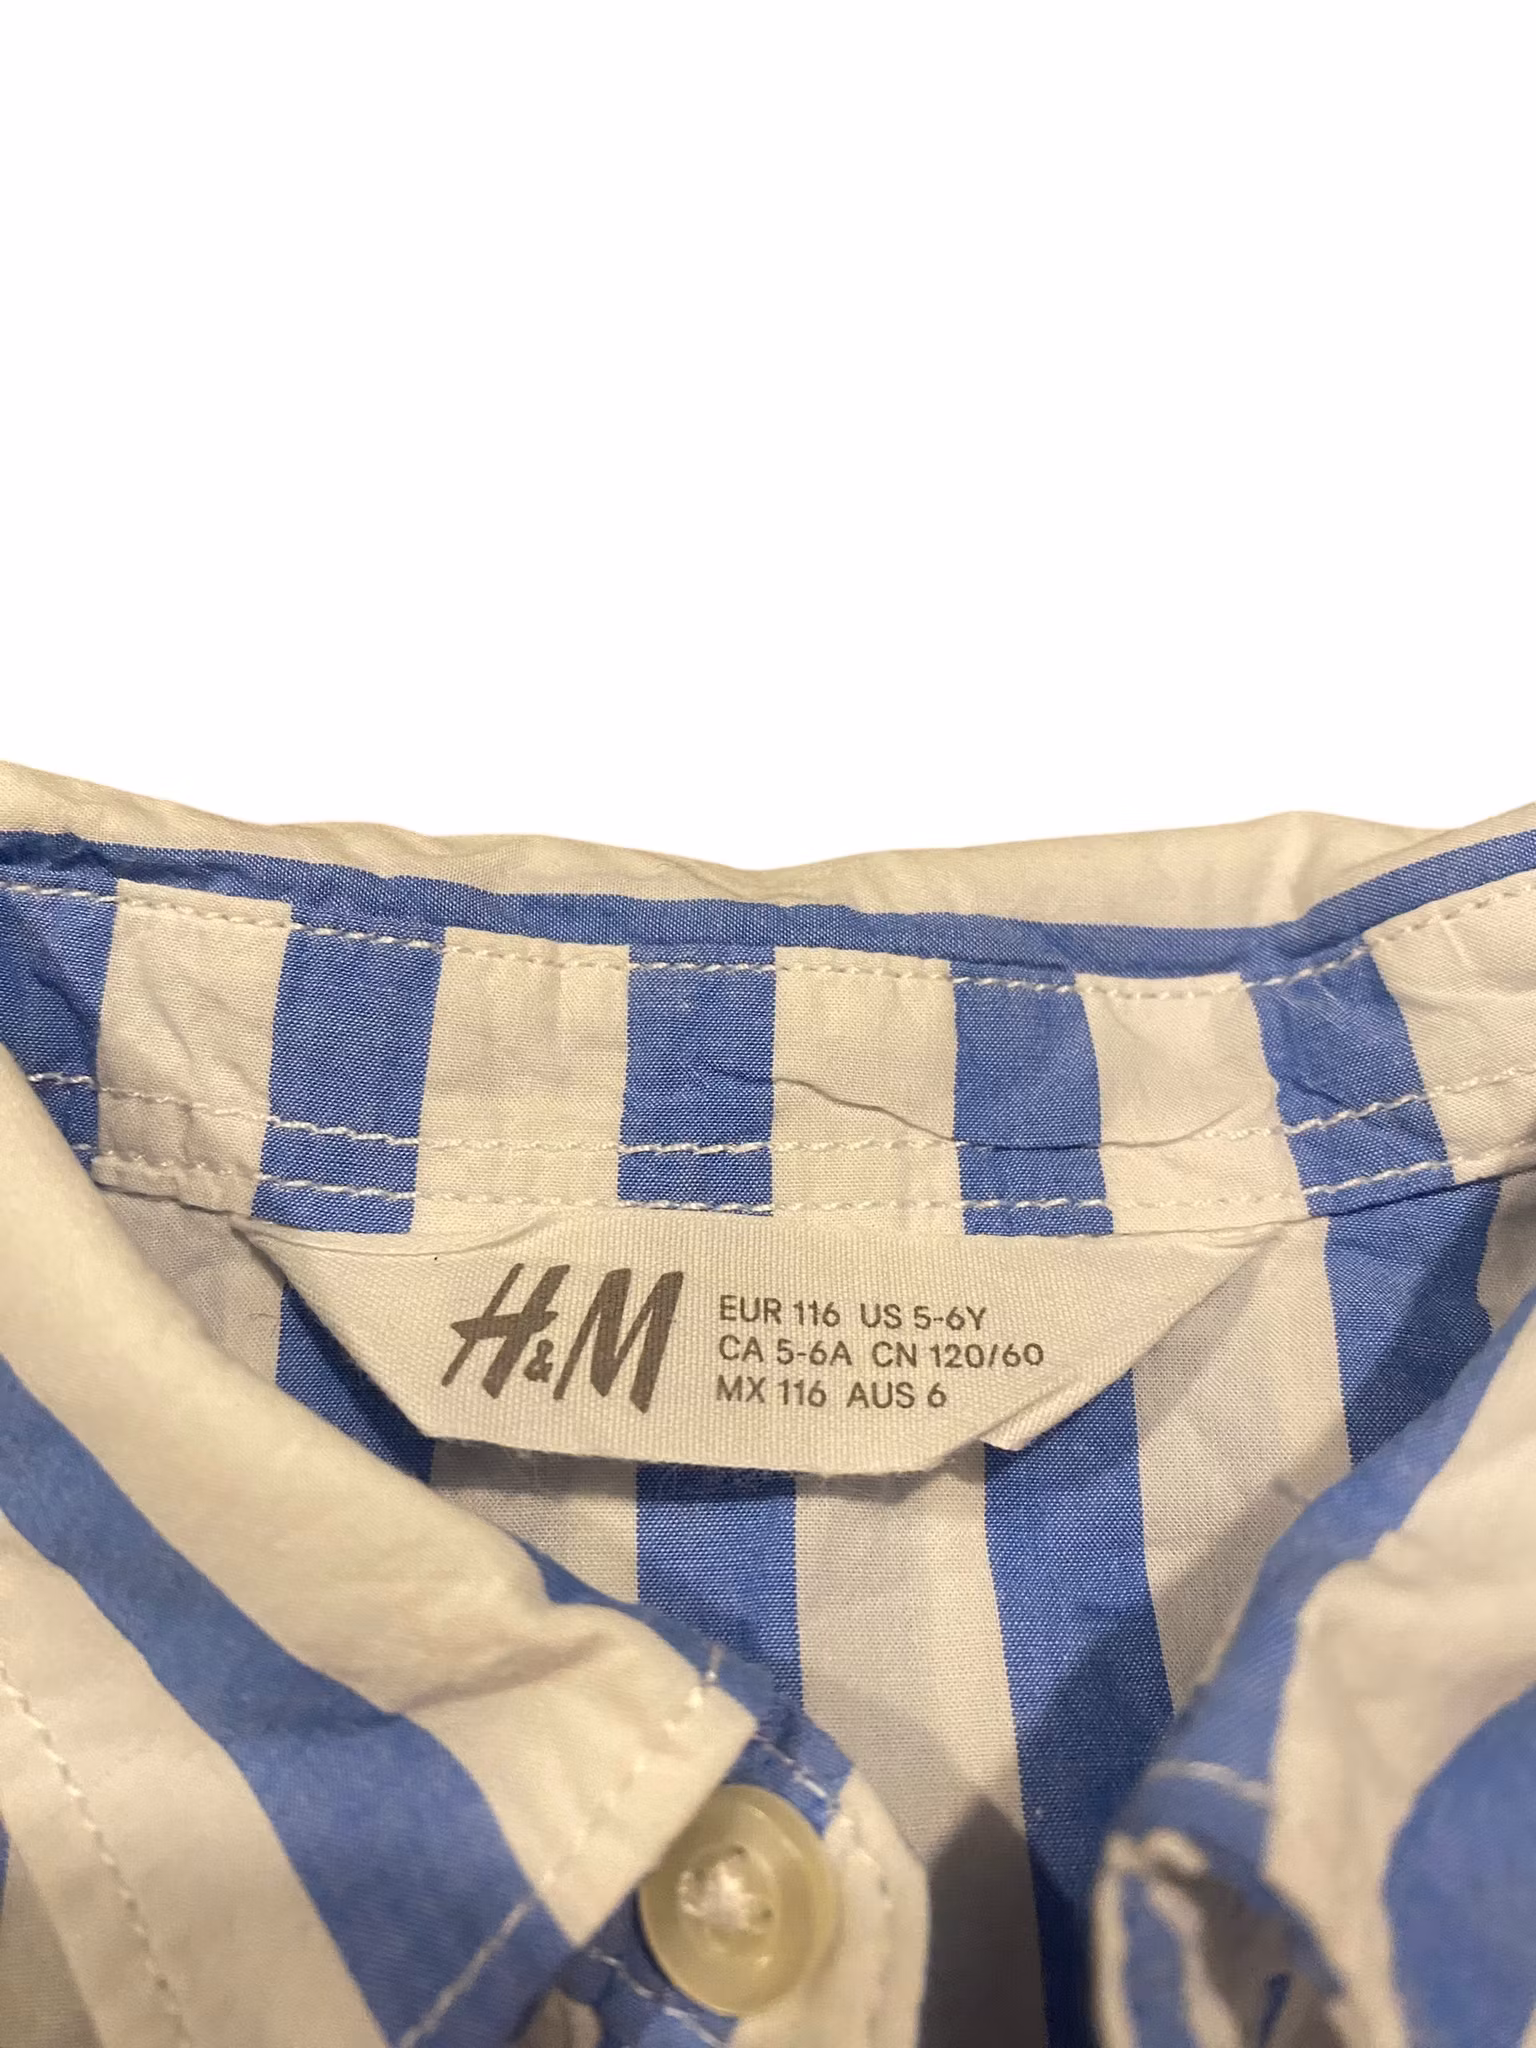 H&M
EUR 116 US 5-6Y
CA 5-6A CN 120/60
MX 116 AUS 6